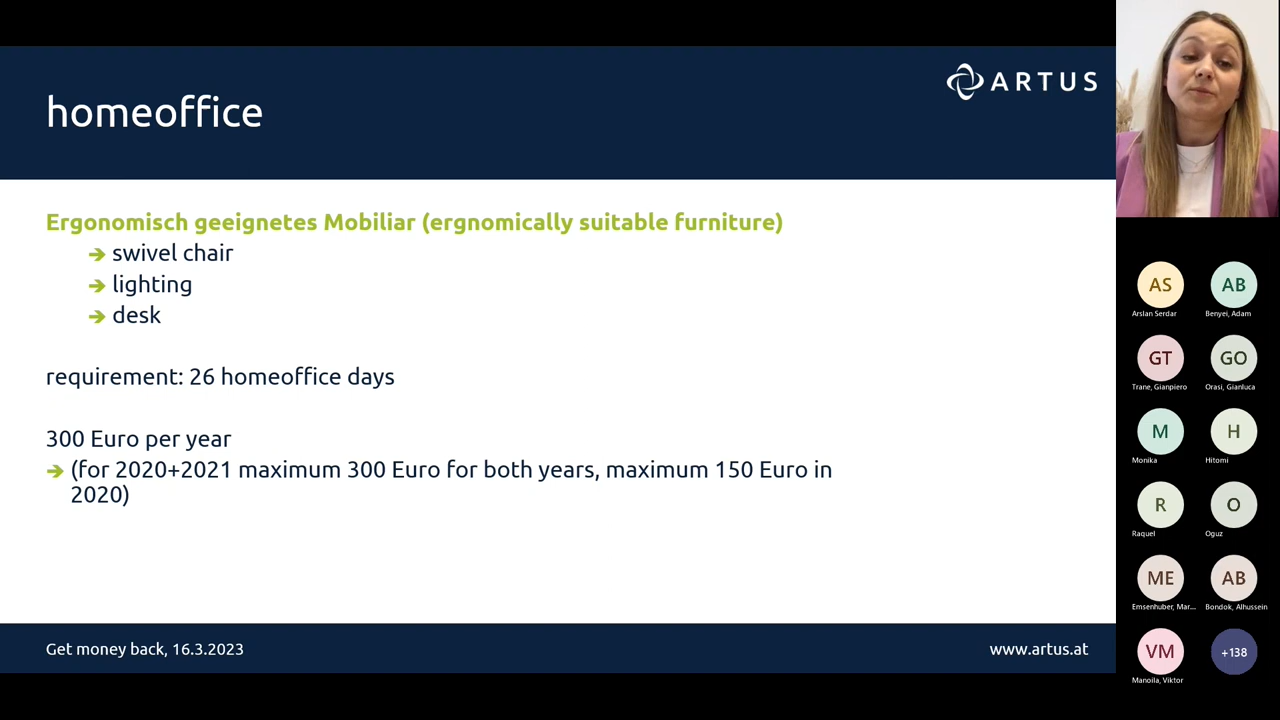 homeoffice
ARTUS
Ergonomisch geeignetes Mobiliar (ergnomically suitable furniture)
➔ swivel chair
➔ lighting
➔ desk
requirement: 26 homeoffice days
300 Euro per year
➔ (for 2020+2021 maximum 300 Euro for both years, maximum 150 Euro in
2020)
Get money back, 16.3.2023
www.artus.at
AS
AB
Arslan Serdar
Benyei, Adam
GT
GO
Trane, Gianpiero
Orasi, Gianluca
M
H
Monika
Hitomi
R
O
Raquel
Oguz
ME
AB
Emsenhuber, Mar...
Bondok, Alhussein
VM
+138
Manoila, Viktor